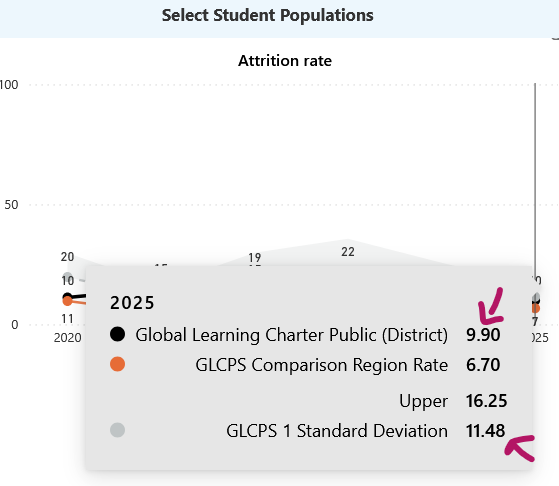 Select Student Populations
Attrition rate
100
50
0
20
10
11
19
22
7
2020
2025
Global Learning Charter Public (District) 9.90
GLCPS Comparison Region Rate 6.70
Upper 16.25
GLCPS 1 Standard Deviation 11.48